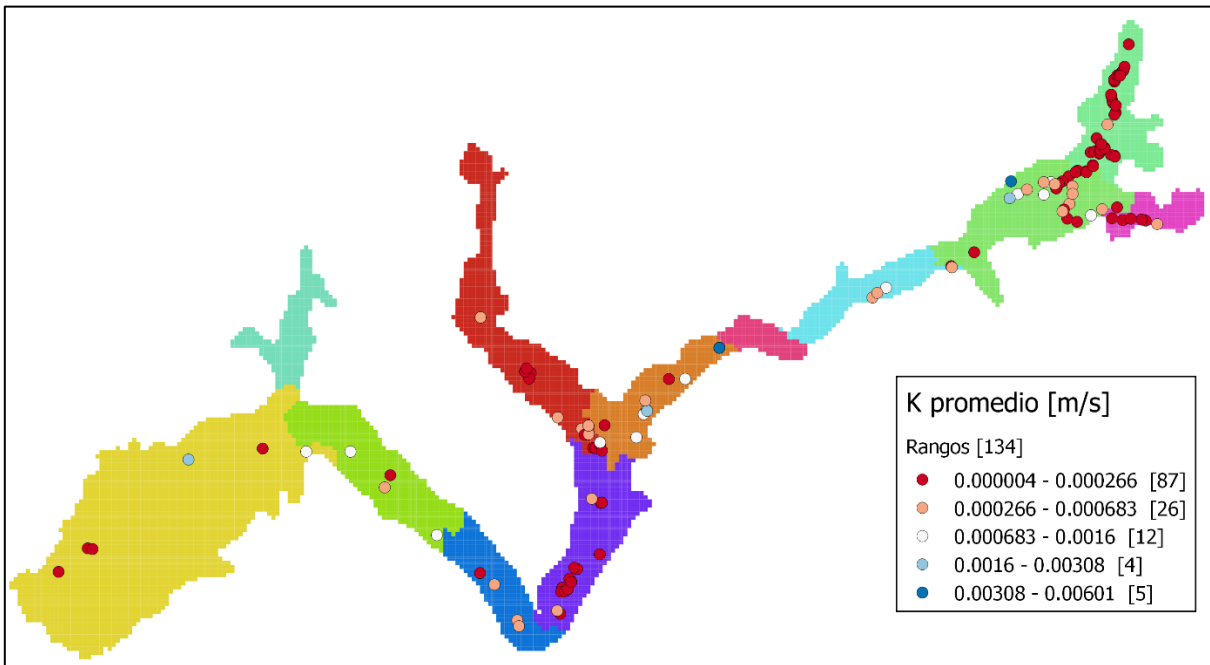 K promedio [m/s]
Rangos [134]
0.000004 - 0.000266 [87]
0.000266 - 0.000683 [26]
0.000683 - 0.0016 [12]
0.0016 - 0.00308 [4]
0.00308 - 0.00601 [5]